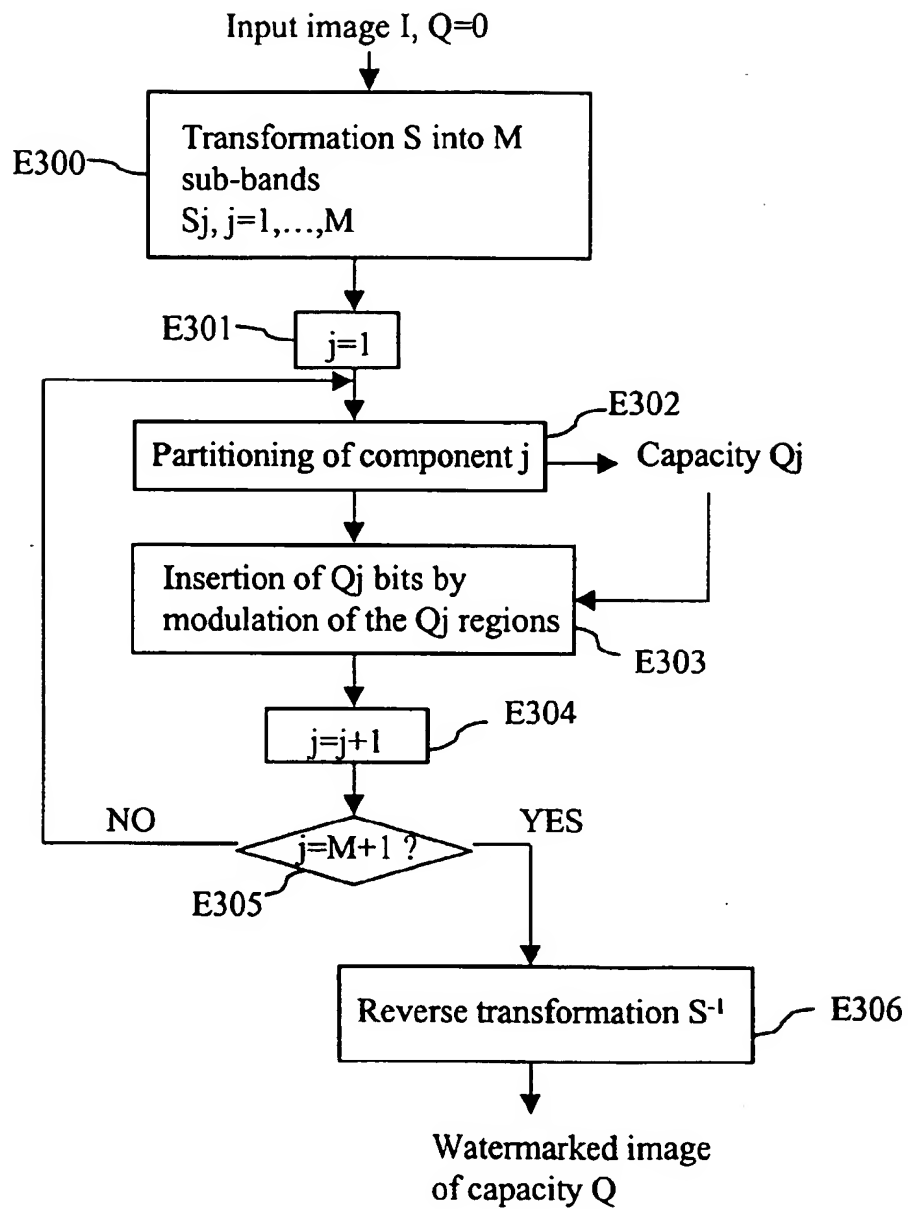 Input image I, Q=0
Transformation S into M
sub-bands
Sj, j=1,...,M
E300
E301
j=1
E302
Partitioning of component j
Capacity Qj
Insertion of Qj bits by
modulation of the Qj regions
E303
E304
j=j+1
NO
YES
j=M+1 ?
E305
Reverse transformation S⁻¹
E306
Watermarked image
of capacity Q